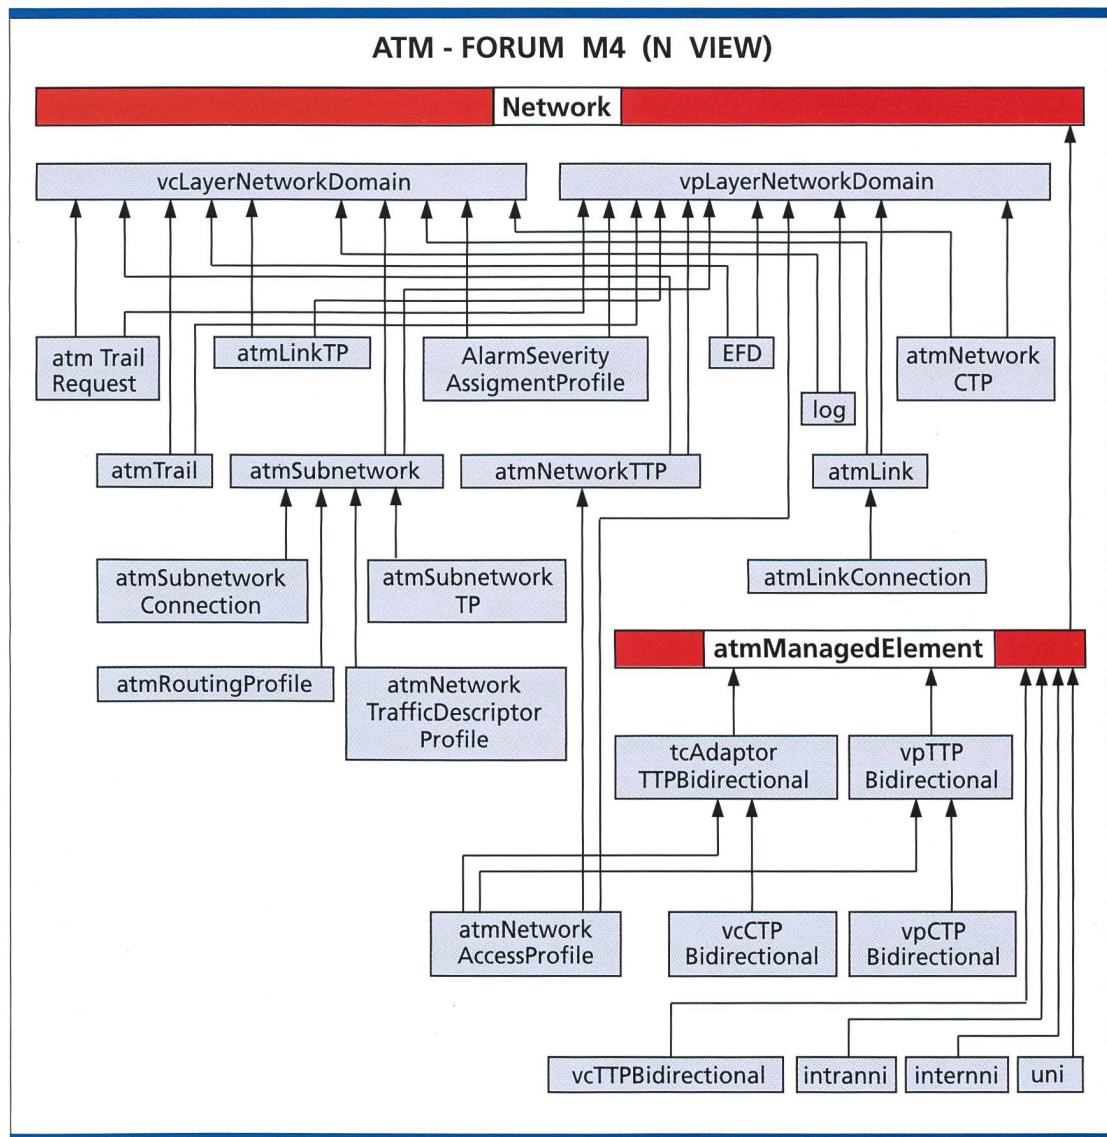 ATM - FORUM M4 (N VIEW)
Network
vcLayerNetworkDomain
vpLayerNetworkDomain
atm Trail
Request
atmLinkTP
AlarmSeverity
AssigmentProfile
EFD
log
atmNetwork
CTP
atmTrail
atmSubnetwork
atmNetworkTTP
atmLink
atmSubnetwork
Connection
atmSubnetwork
TP
atmLinkConnection
atmManagedElement
atmRoutingProfile
atmNetwork
TrafficDescriptor
Profile
tcAdaptor
TTPBidirectional
vpTTP
Bidirectional
atmNetwork
AccessProfile
vcCTP
Bidirectional
vpCTP
Bidirectional
vcTTPBidirectional
intranni
internni
uni